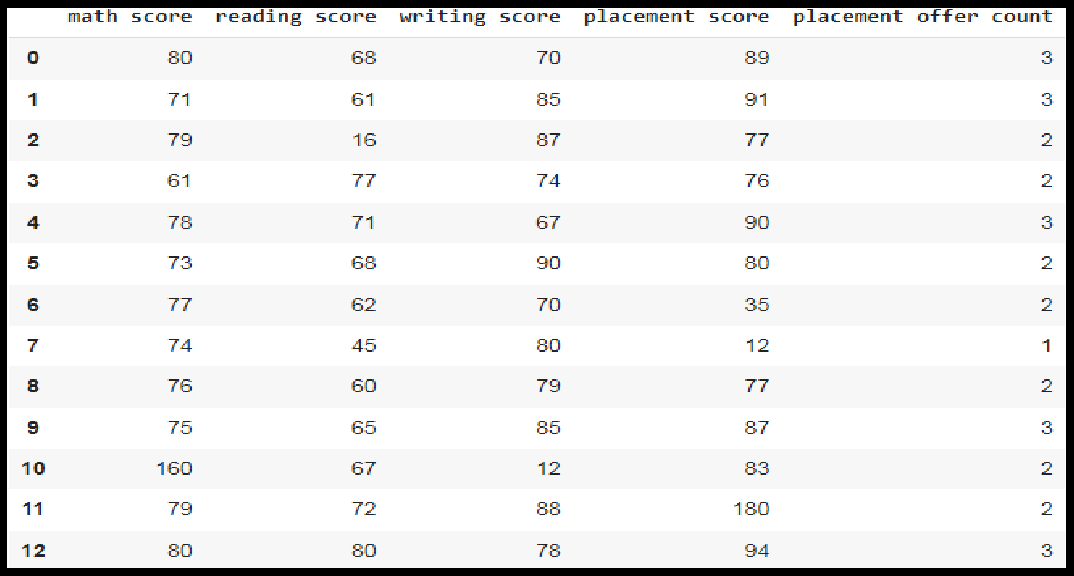 math score reading score writing score placement score placement offer count
0 80 68 70 89 3
1 71 61 85 91 3
2 79 16 87 77 2
3 61 77 74 76 2
4 78 71 67 90 3
5 73 68 90 80 2
6 77 62 70 35 2
7 74 45 80 12 1
8 76 60 79 77 2
9 75 65 85 87 3
10 160 67 12 83 2
11 79 72 88 180 2
12 80 80 78 94 3